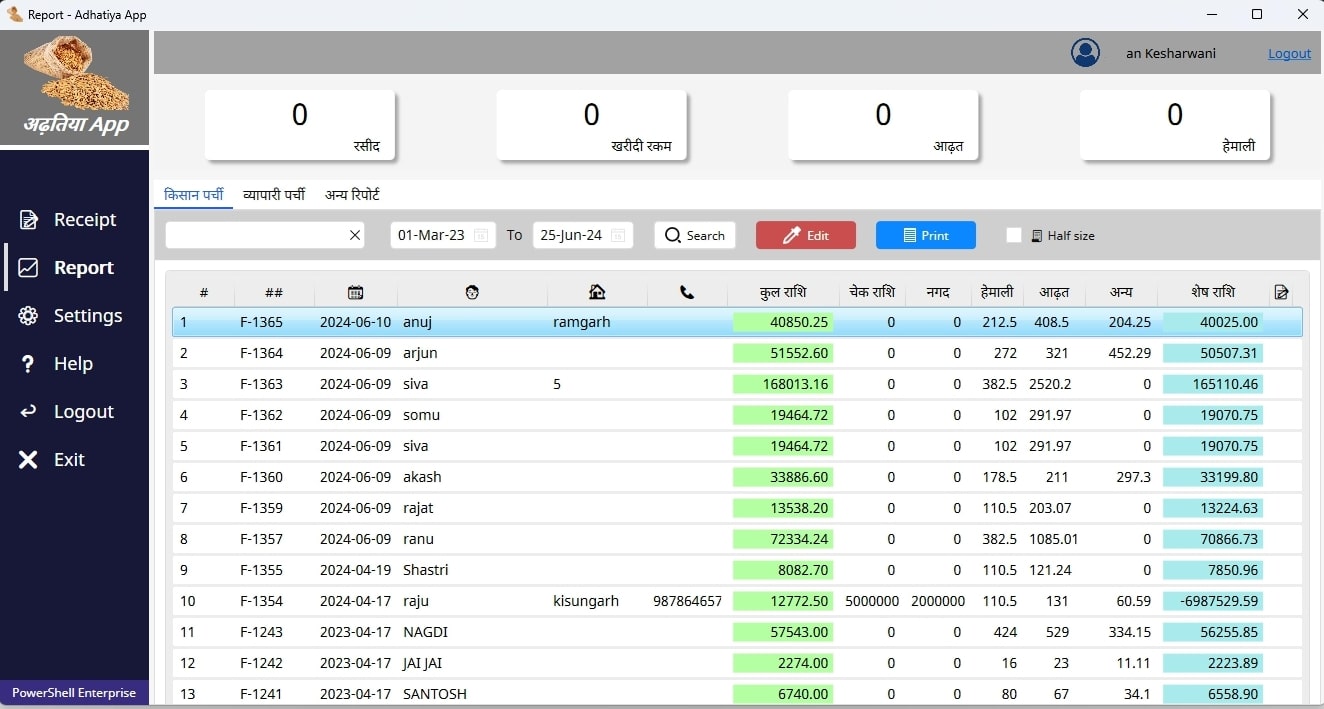 Report - Adhatiya App
अढ़तिया App
an Kesharwani Logout
0 0 0 0
रसीद खरीदी रकम आढ़त हेमाली
किसान पर्ची व्यापारी पर्ची अन्य रिपोर्ट
01-Mar-23 To 25-Jun-24 Search Edit Print Half size
Receipt
Report
Settings
Help
Logout
Exit
PowerShell Enterprise
# ## कुल राशि चेक राशि नगद हेमाली आढ़त अन्य शेष राशि
1 F-1365 2024-06-10 anuj ramgarh 40850.25 0 0 212.5 408.5 204.25 40025.00
2 F-1364 2024-06-09 arjun 51552.60 0 0 272 321 452.29 50507.31
3 F-1363 2024-06-09 siva 5 168013.16 0 0 382.5 2520.2 0 165110.46
4 F-1362 2024-06-09 somu 19464.72 0 0 102 291.97 0 19070.75
5 F-1361 2024-06-09 siva 19464.72 0 0 102 291.97 0 19070.75
6 F-1360 2024-06-09 akash 33886.60 0 0 178.5 211 297.3 33199.80
7 F-1359 2024-06-09 rajat 13538.20 0 0 110.5 203.07 0 13224.63
8 F-1357 2024-06-09 ranu 72334.24 0 0 382.5 1085.01 0 70866.73
9 F-1355 2024-04-19 Shastri 8082.70 0 0 110.5 121.24 0 7850.96
10 F-1354 2024-04-17 raju kisungarh 987864657 12772.50 5000000 2000000 110.5 131 60.59 -6987529.59
11 F-1243 2023-04-17 NAGDI 57543.00 0 0 424 529 334.15 56255.85
12 F-1242 2023-04-17 JAI JAI 2274.00 0 0 16 23 11.11 2223.89
13 F-1241 2023-04-17 SANTOSH 6740.00 0 0 80 67 34.1 6558.90